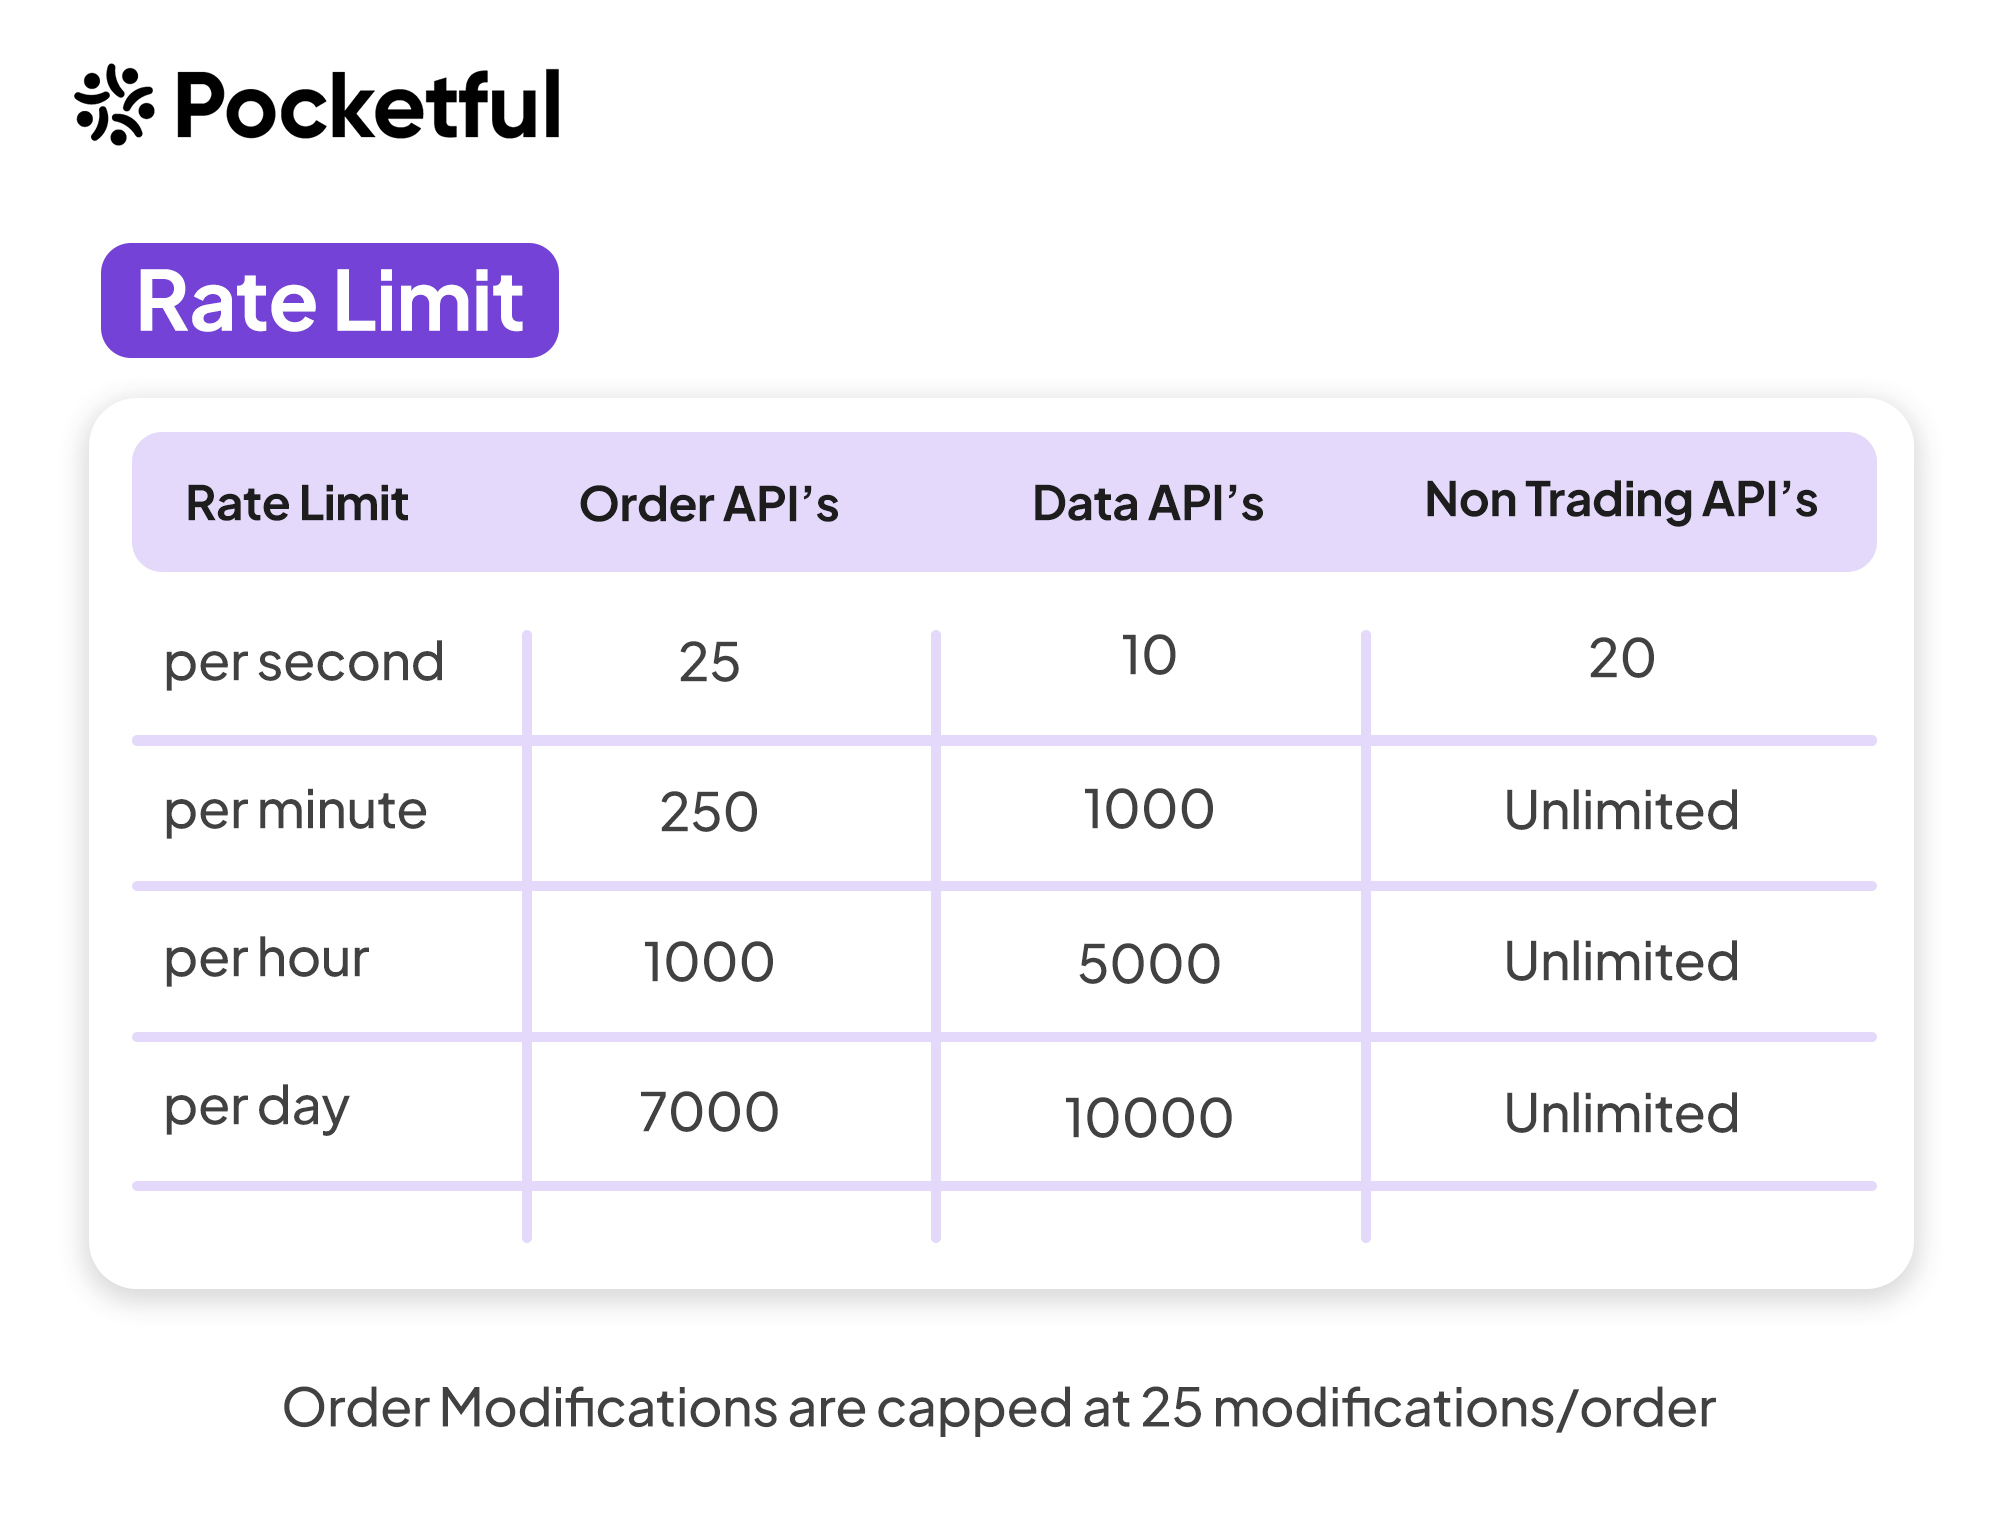 Pocketful
Rate Limit
Rate Limit Order API’s Data API’s Non Trading API’s
per second 25 10 20
per minute 250 1000 Unlimited
per hour 1000 5000 Unlimited
per day 7000 10000 Unlimited
Order Modifications are capped at 25 modifications/order